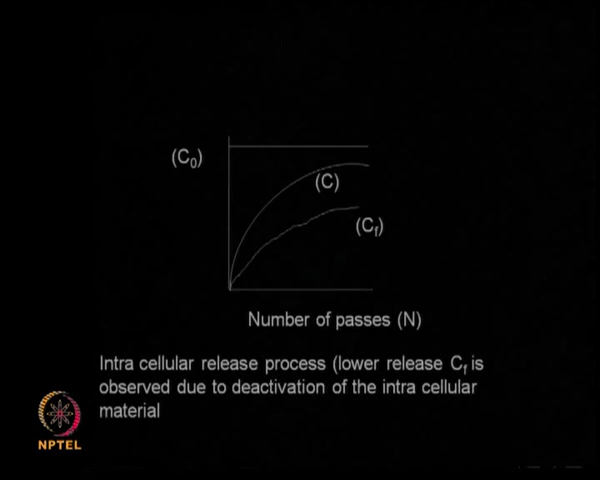 (C₀)
(C)
(Cf)
Number of passes (N)
Intra cellular release process (lower release Cf is
observed due to deactivation of the intra cellular
material
NPTEL